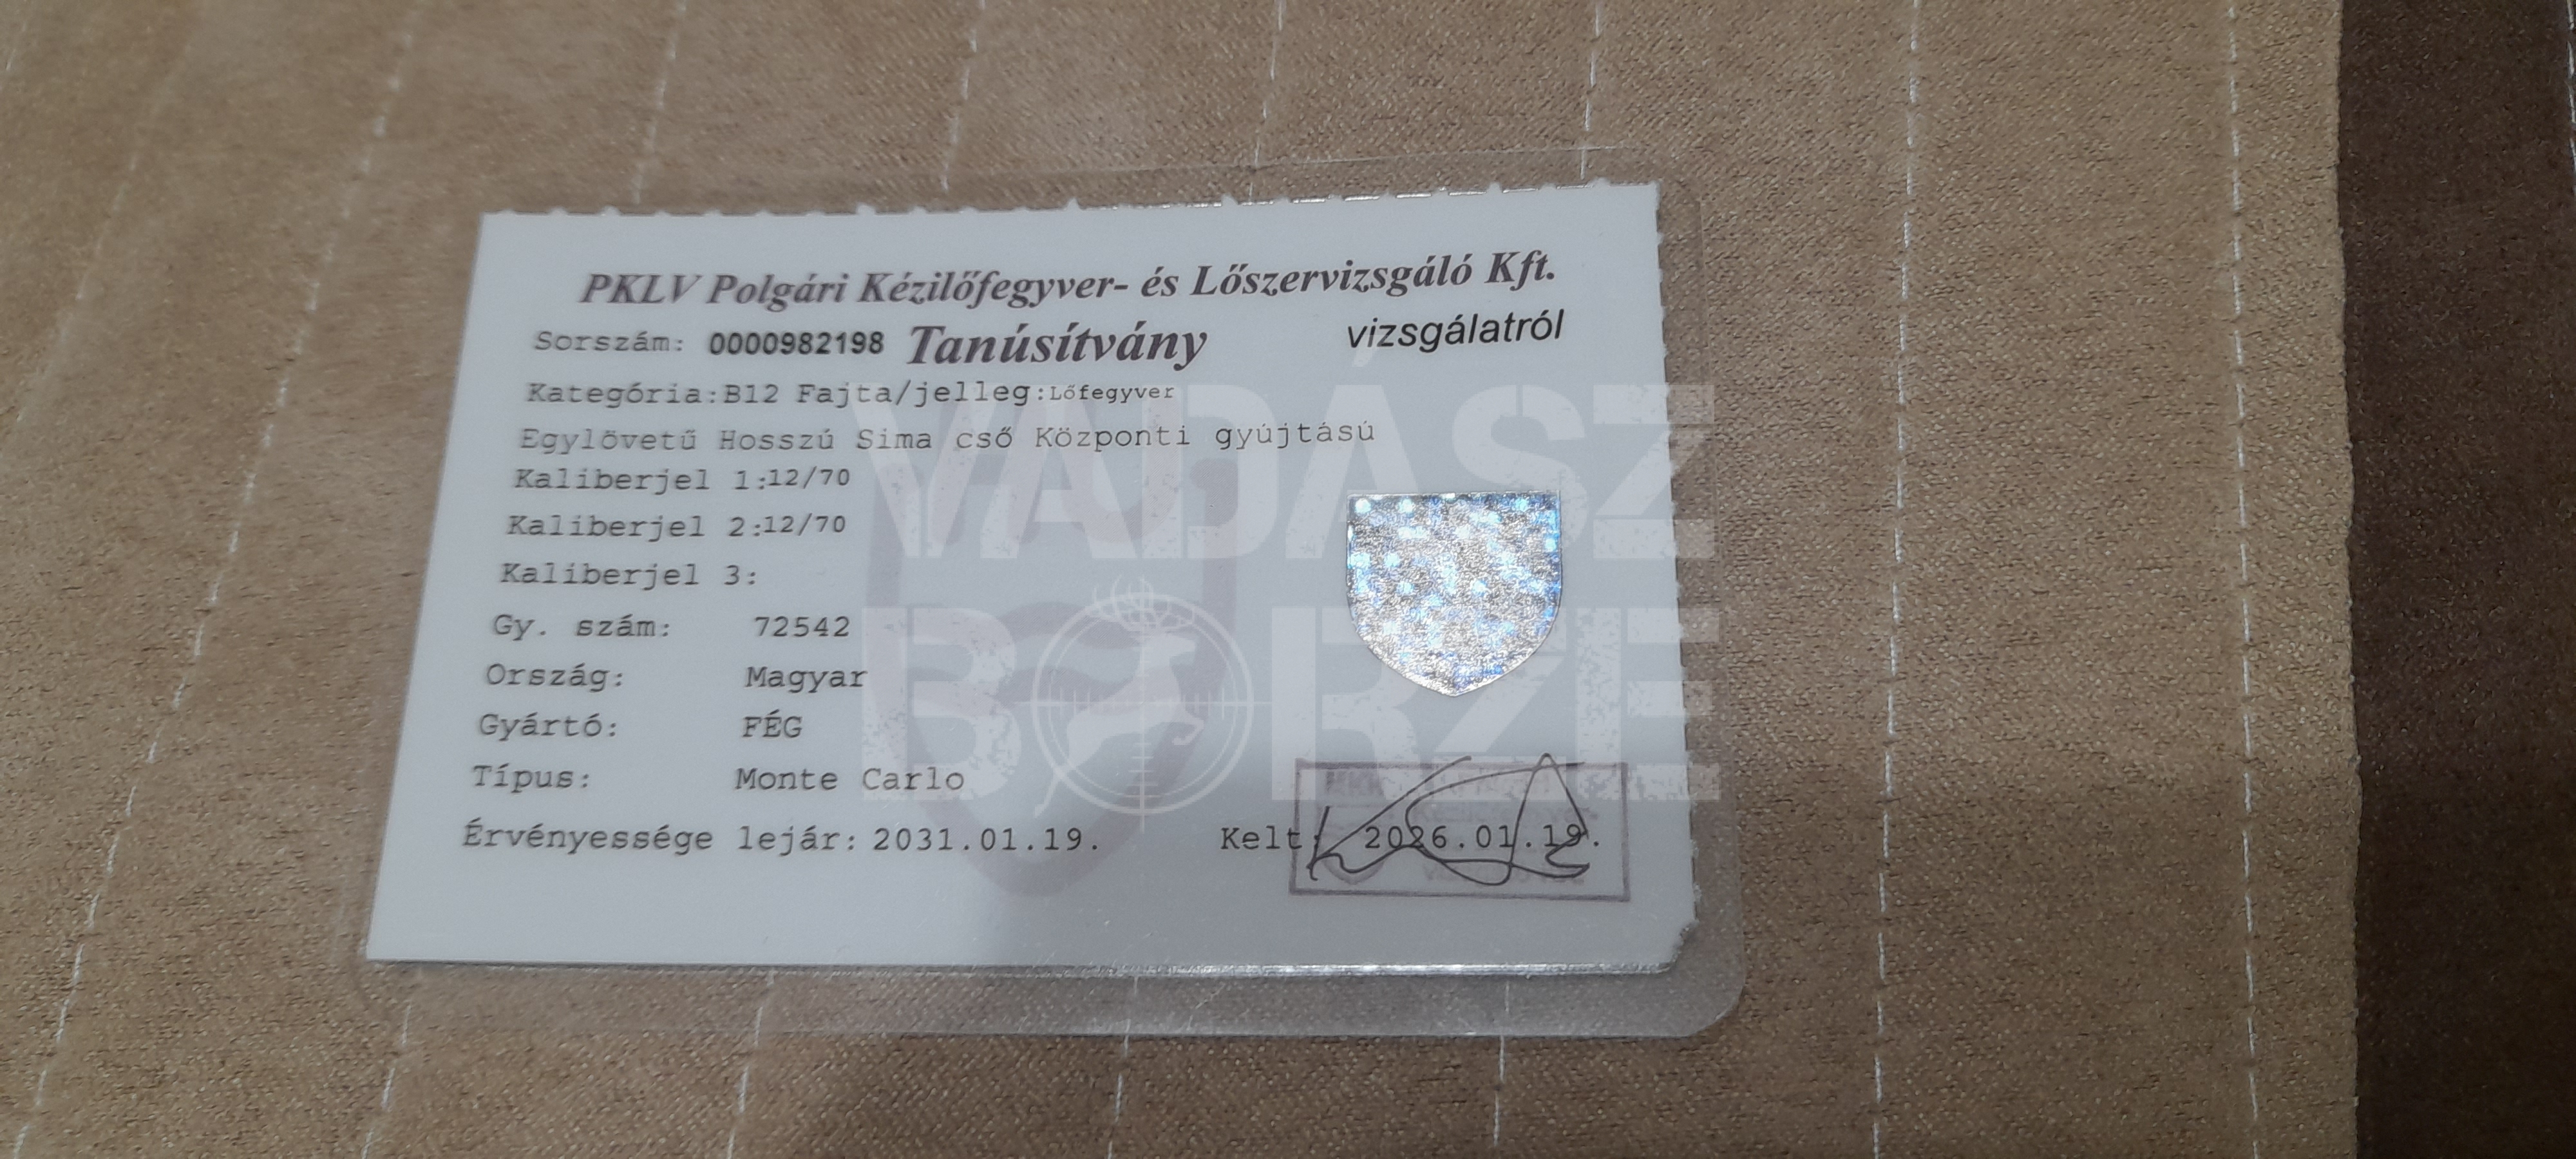 PKLV Polgári Kézilőfegyver- és Lőszervizsgáló Kft.
Sorszám: 0000982198 Tanúsítvány vizsgálatról
Kategória:B12 Fajta/jelleg:Lőfegyver
Egylövetű Hosszú Sima cső Központi gyújtású
Kaliberjel 1:12/70
Kaliberjel 2:12/70
Kaliberjel 3:
Gy. szám: 72542
Ország: Magyar
Gyártó: FÉG
Típus: Monte Carlo
Érvényessége lejár: 2031.01.19. Kelt: 2026.01.19.
VADÁSZ
BÖRZE